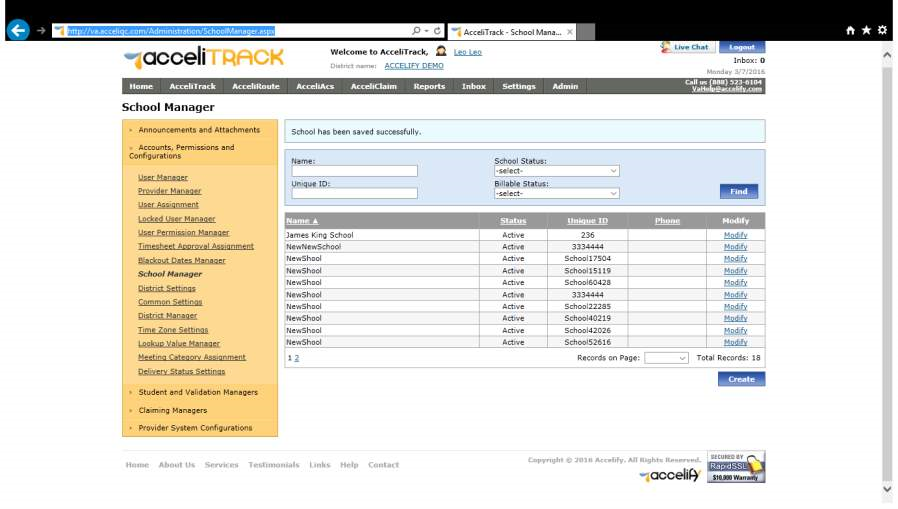 http://va.acceliqc.com/Administration/SchoolManager.aspx
AcceliTrack - School Mana...
acceliTRACK
Welcome to AcceliTrack, Leo Leo
District name: ACCELIFY DEMO
Live Chat
Logout
Inbox: 0
Monday 3/7/2016
Home AcceliTrack AcceliRoute AcceliAcs AcceliClaim Reports Inbox Settings Admin
Call us (888) 523-6104
VaHelp@accelify.com
School Manager
Announcements and Attachments
Accounts, Permissions and
Configurations
User Manager
Provider Manager
User Assignment
Locked User Manager
User Permission Manager
Timesheet Approval Assignment
Blackout Dates Manager
School Manager
District Settings
Common Settings
District Manager
Time Zone Settings
Lookup Value Manager
Meeting Category Assignment
Delivery Status Settings
Student and Validation Managers
Claiming Managers
Provider System Configurations
School has been saved successfully.
Name:
School Status:
-select-
Unique ID:
Billable Status:
-select-
Find
Name ▲ Status Unique ID Phone Modify
James King School Active 236 Modify
NewNewSchool Active 3334444 Modify
NewShool Active School17504 Modify
NewShool Active School15119 Modify
NewShool Active School60428 Modify
NewShool Active 3334444 Modify
NewShool Active School22285 Modify
NewShool Active School40219 Modify
NewShool Active School42026 Modify
NewShool Active School52616 Modify
1 2
Records on Page:
Total Records: 18
Create
Home About Us Services Testimonials Links Help Contact
Copyright © 2016 Accelify. All Rights Reserved.
accelify
SECURED BY
RapidSSL
$10,000 Warranty